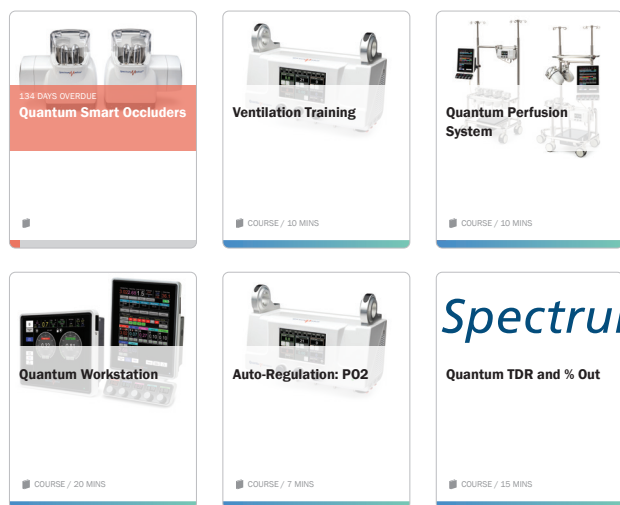 134 DAYS OVERDUE
Quantum Smart Occluders
Ventilation Training
Quantum Perfusion
System
COURSE / 10 MINS
COURSE / 10 MINS
Spectru
Quantum Workstation
Auto-Regulation: PO2
Quantum TDR and % Out
COURSE / 20 MINS
COURSE / 7 MINS
COURSE / 15 MINS